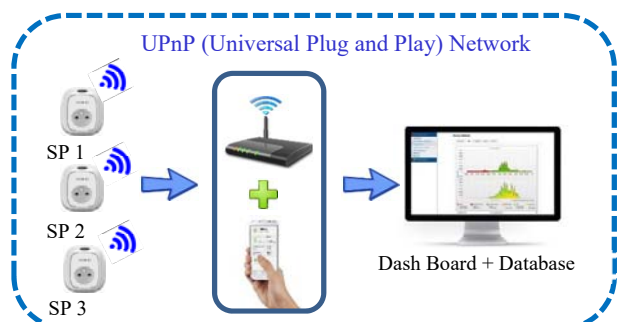 UPnP (Universal Plug and Play) Network
SP 1
SP 2
SP 3
Dash Board + Database